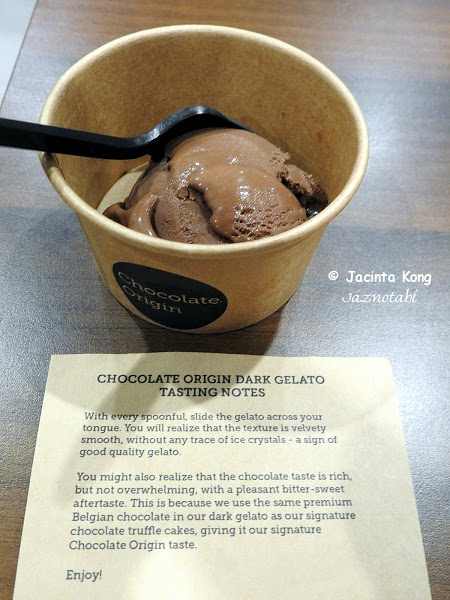 © Jacinta Kong
Jaznotabi
Chocolate
Origin
CHOCOLATE ORIGIN DARK GELATO
TASTING NOTES
With every spoonful, slide the gelato across your
tongue. You will realize that the texture is velvety
smooth, without any trace of ice crystals - a sign of
good quality gelato.
You might also realize that the chocolate taste is rich,
but not overwhelming, with a pleasant bitter-sweet
aftertaste. This is because we use the same premium
Belgian chocolate in our dark gelato as our signature
chocolate truffle cakes, giving it our signature
Chocolate Origin taste.
Enjoy!